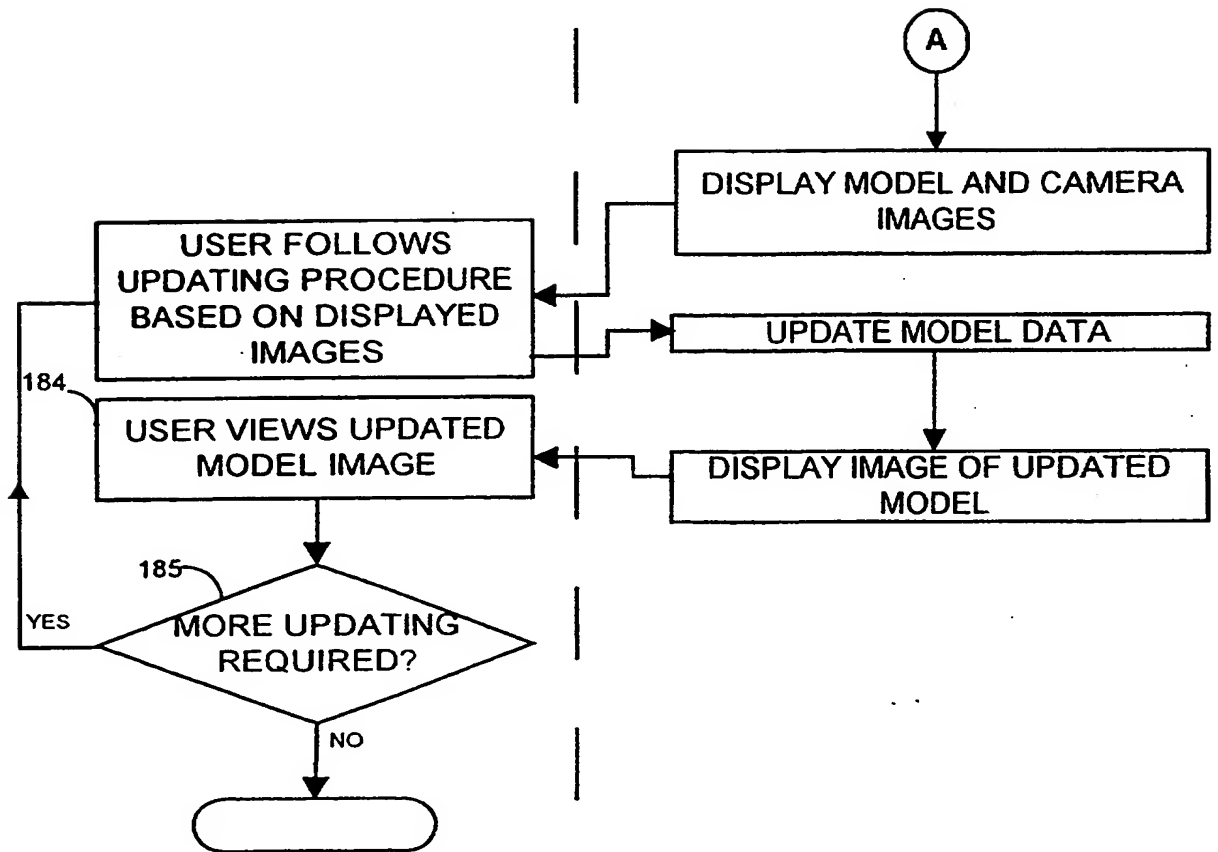 A
DISPLAY MODEL AND CAMERA
IMAGES
USER FOLLOWS
UPDATING PROCEDURE
BASED ON DISPLAYED
IMAGES
UPDATE MODEL DATA
184
USER VIEWS UPDATED
MODEL IMAGE
DISPLAY IMAGE OF UPDATED
MODEL
185
YES
MORE UPDATING
REQUIRED?
NO